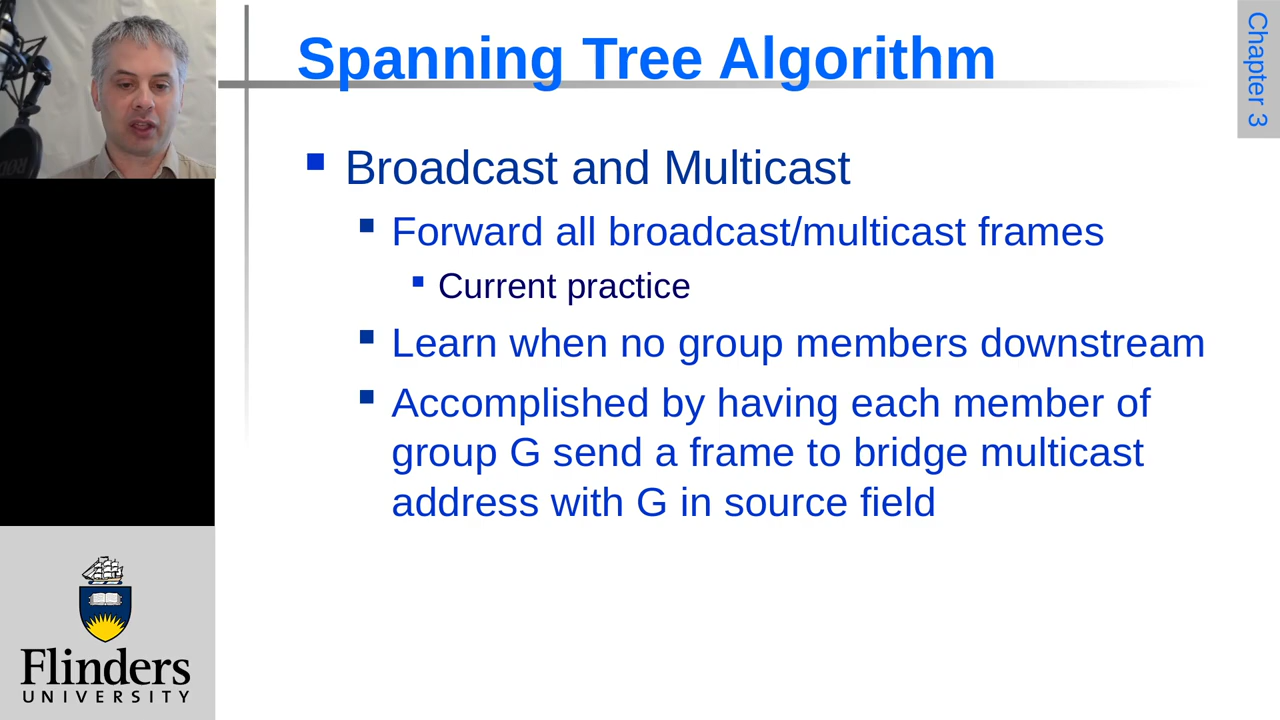 Spanning Tree Algorithm
Chapter 3
Broadcast and Multicast
Forward all broadcast/multicast frames
Current practice
Learn when no group members downstream
Accomplished by having each member of
group G send a frame to bridge multicast
address with G in source field
Flinders
UNIVERSITY